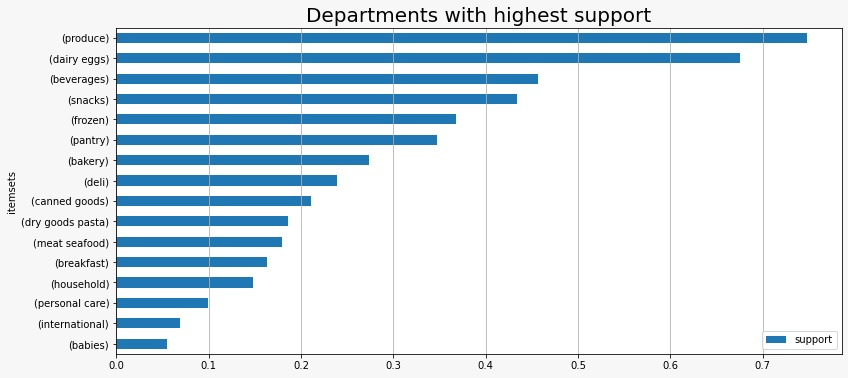 Departments with highest support
(produce)
(dairy eggs)
(beverages)
(snacks)
(frozen)
(pantry)
(bakery)
(deli)
(canned goods)
(dry goods pasta)
(meat seafood)
(breakfast)
(household)
(personal care)
(international)
(babies)
itemsets
support
0.0 0.1 0.2 0.3 0.4 0.5 0.6 0.7